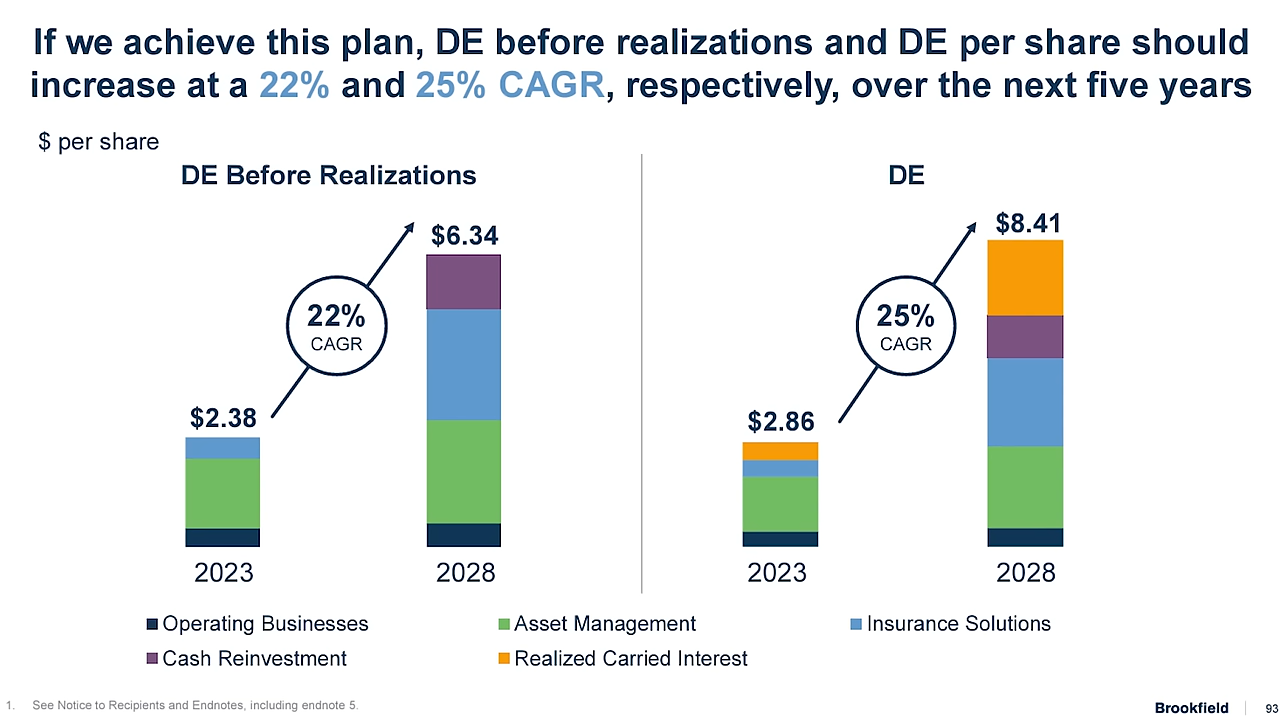 If we achieve this plan, DE before realizations and DE per share should
increase at a 22% and 25% CAGR, respectively, over the next five years
$ per share
DE Before Realizations
$6.34
22%
CAGR
$2.38
2023
2028
DE
$8.41
25%
CAGR
$2.86
2023
2028
Operating Businesses
Asset Management
Insurance Solutions
Cash Reinvestment
Realized Carried Interest
1. See Notice to Recipients and Endnotes, including endnote 5.
Brookfield
93